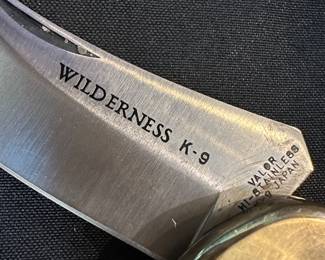 WILDERNESS K-9
VALOR
HI-STAINLESS
JAPAN